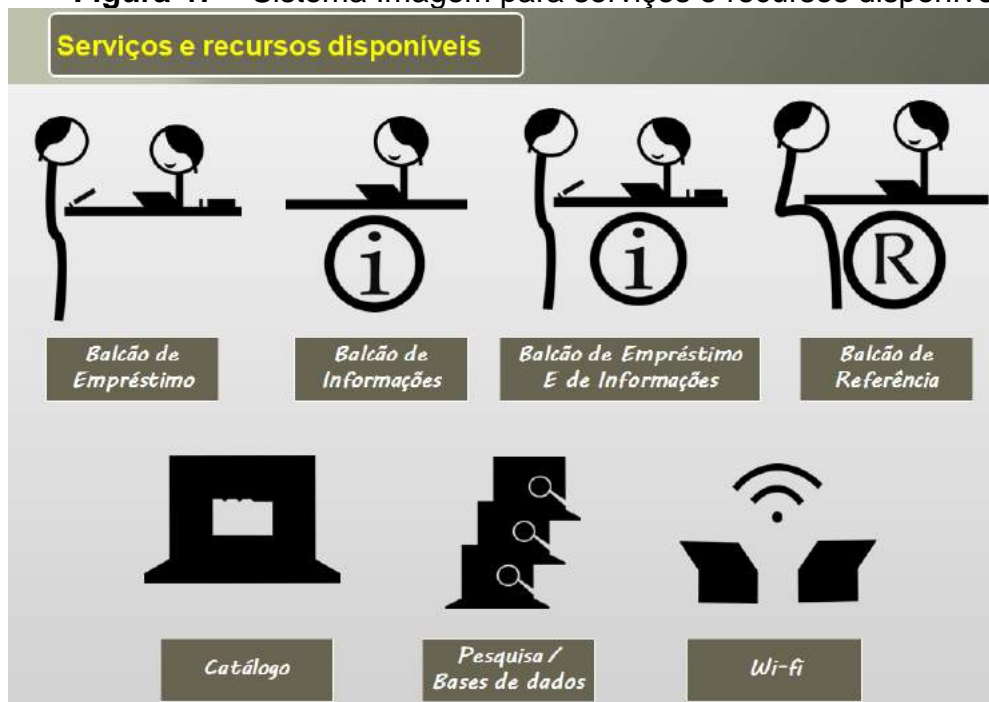 Serviços e recursos disponíveis
i
i
R
Balcão de
Empréstimo
Balcão de
Informações
Balcão de Empréstimo
E de Informações
Balcão de
Referência
Catálogo
Pesquisa /
Bases de dados
Wi-fi